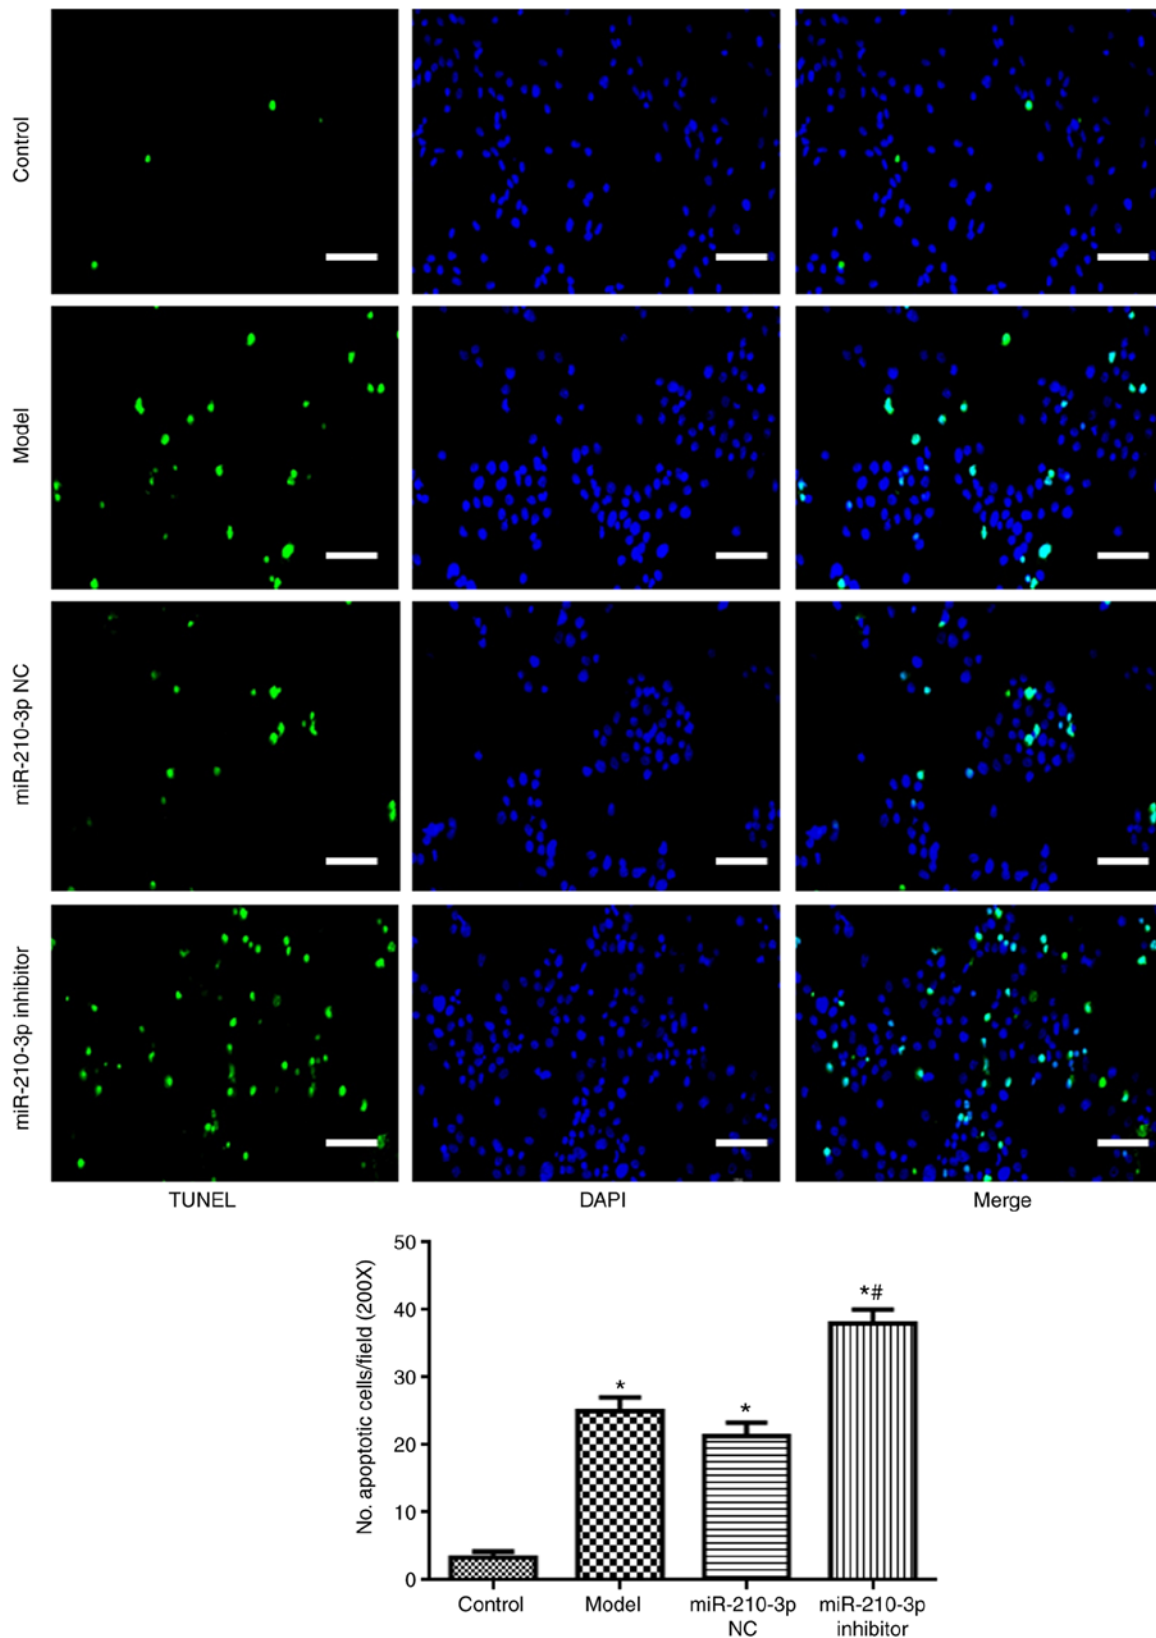 Control
Model
miR-210-3p NC
miR-210-3p inhibitor
TUNEL
DAPI
Merge
No. apoptotic cells/field (200X)
50
40
30
20
10
0
*
*
*#
Control
Model
miR-210-3p
NC
miR-210-3p
inhibitor